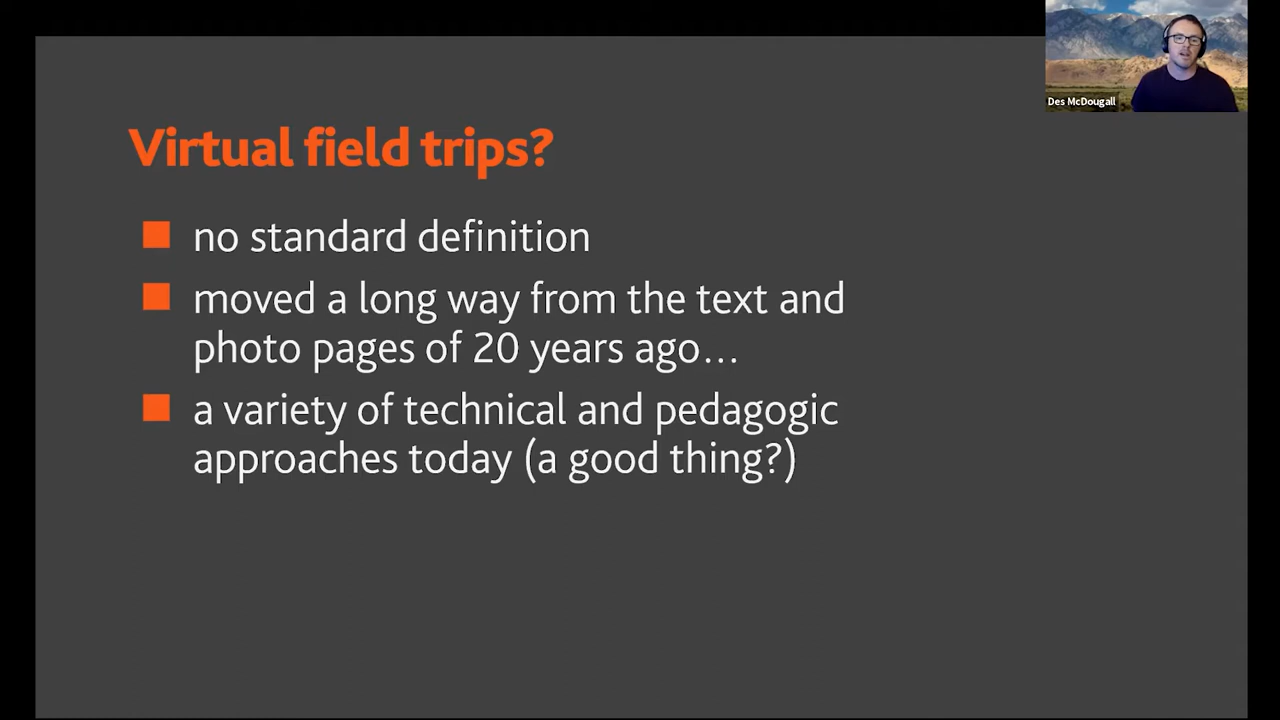 Des McDougall
Virtual field trips?
no standard definition
moved a long way from the text and
photo pages of 20 years ago…
a variety of technical and pedagogic
approaches today (a good thing?)